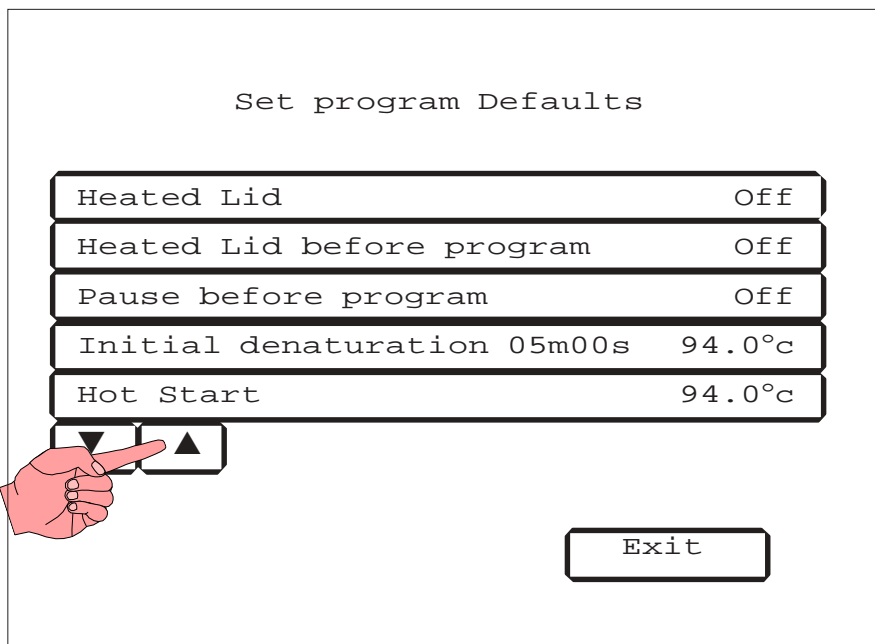 Set program Defaults
Heated Lid Off
Heated Lid before program Off
Pause before program Off
Initial denaturation 05m00s 94.0°c
Hot Start 94.0°c
▼ ▲
Exit